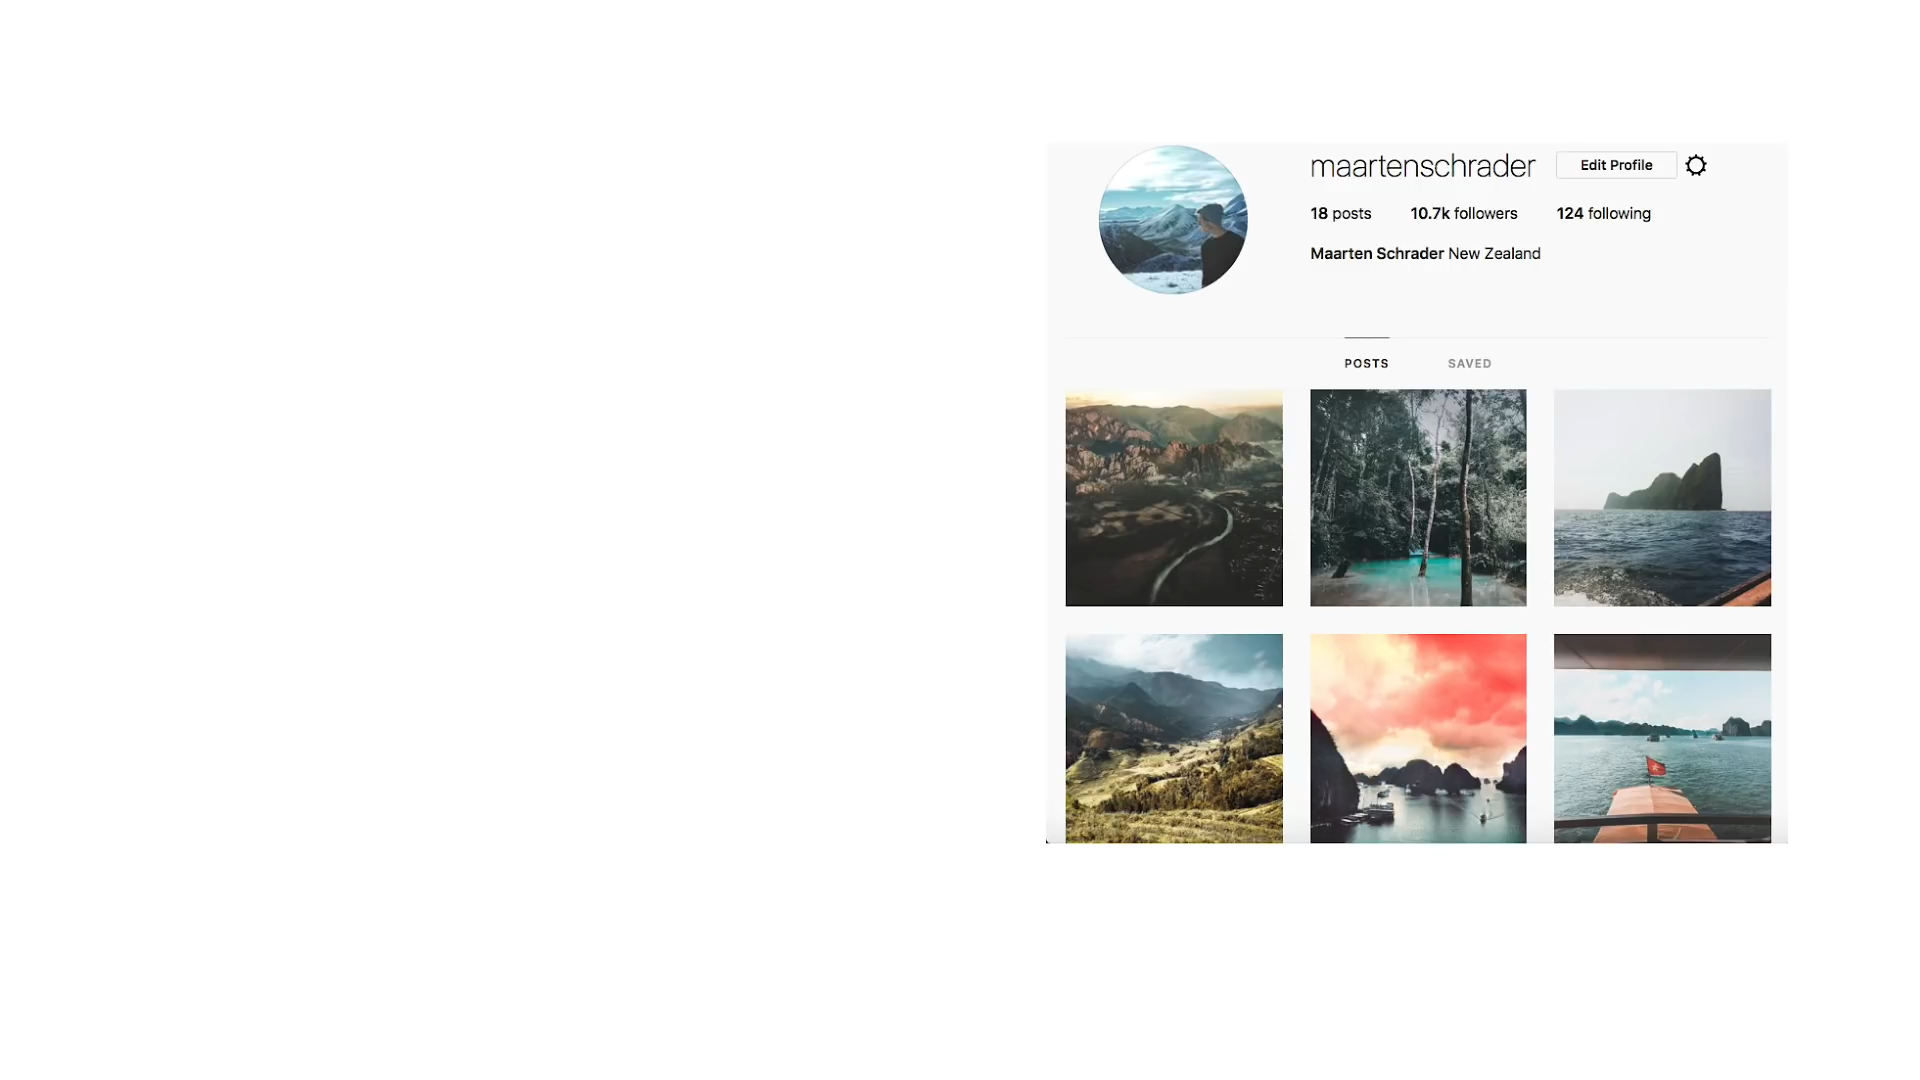 maartenschrader Edit Profile
18 posts 10.7k followers 124 following
Maarten Schrader New Zealand
POSTS SAVED